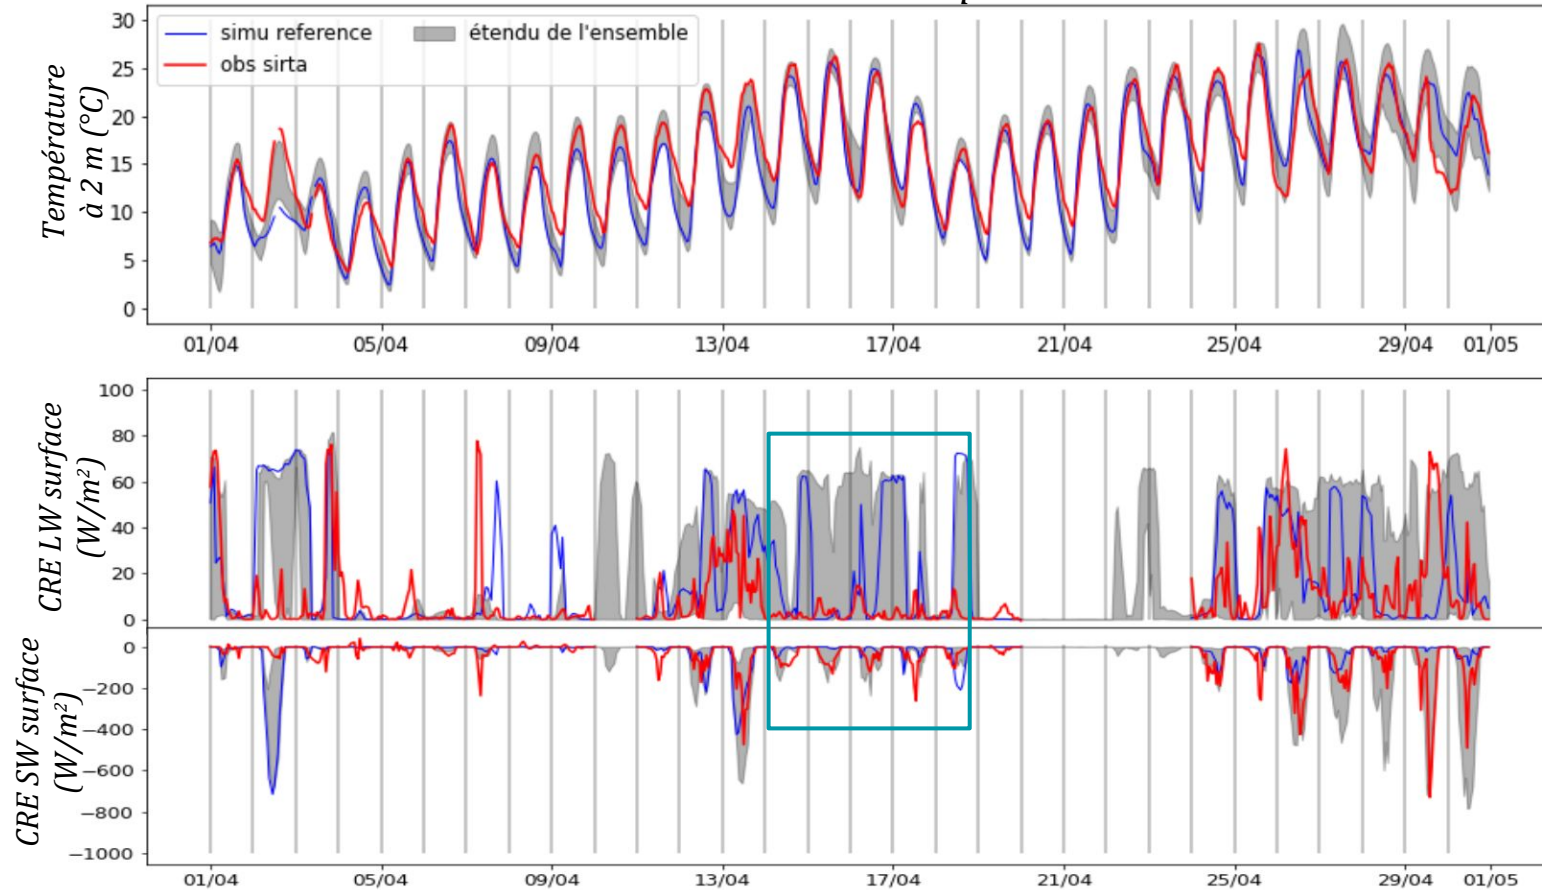 30
25
20
15
10
5
0
Température
à 2 m (°C)
simu reference
obs sirta
étendu de l'ensemble
01/04 05/04 09/04 13/04 17/04 21/04 25/04 29/04 01/05
100
80
60
40
20
0
CRE LW surface
(W/m²)
0
−200
−400
−600
−800
−1000
CRE SW surface
(W/m²)
01/04 05/04 09/04 13/04 17/04 21/04 25/04 29/04 01/05